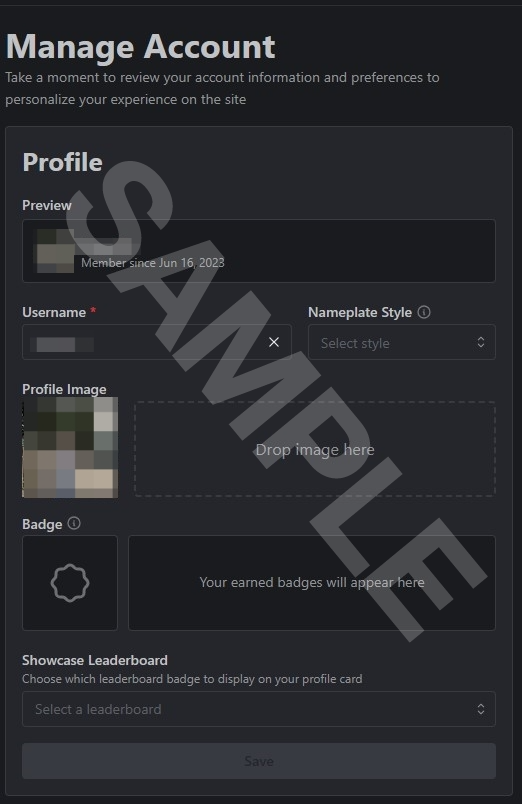 Manage Account
Take a moment to review your account information and preferences to
personalize your experience on the site
Profile
Preview
Member since Jun 16, 2023
Username *
Nameplate Style
Select style
Profile Image
Drop image here
Badge
Your earned badges will appear here
Showcase Leaderboard
Choose which leaderboard badge to display on your profile card
Select a leaderboard
Save
SAMPLE